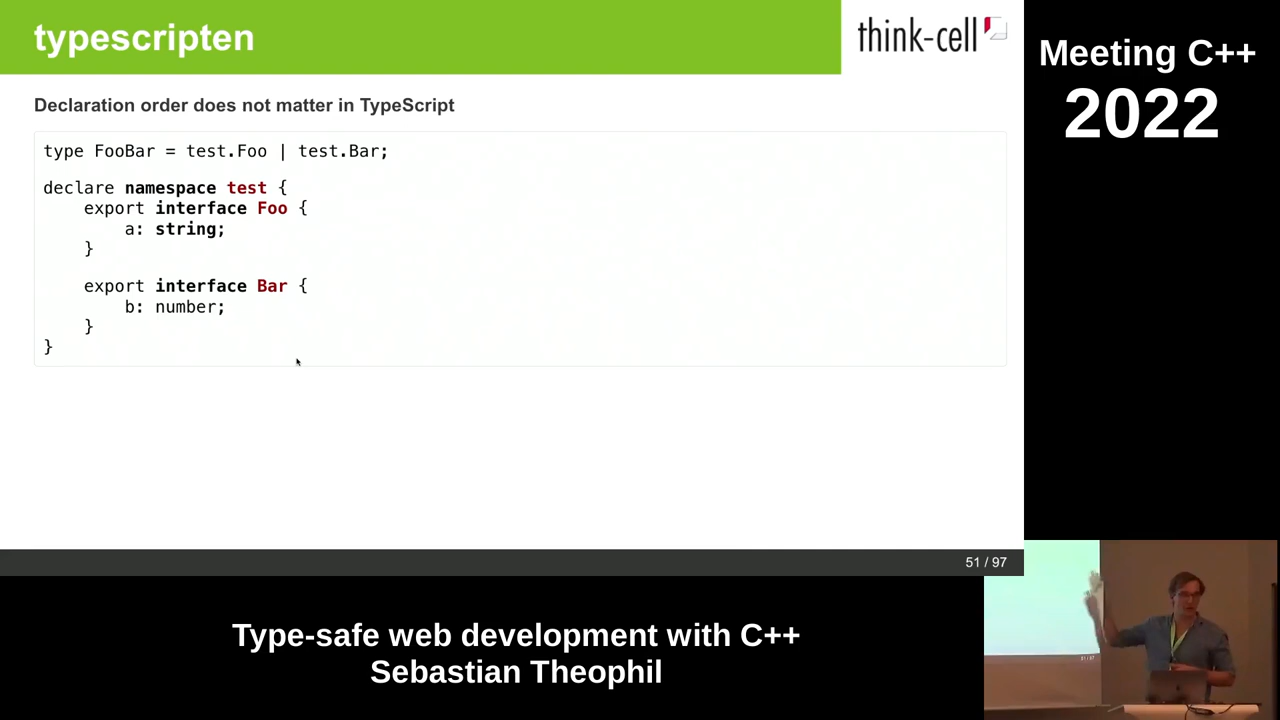 typescripten
think-cell
Declaration order does not matter in TypeScript
type FooBar = test.Foo | test.Bar;
declare namespace test {
    export interface Foo {
        a: string;
    }
    export interface Bar {
        b: number;
    }
}
51 / 97
Meeting C++
2022
Type-safe web development with C++
Sebastian Theophil
51 / 97